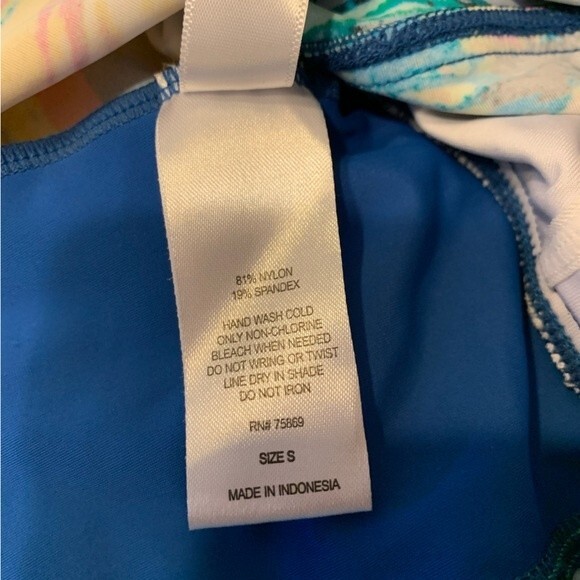 81% NYLON
19% SPANDEX
HAND WASH COLD
ONLY NON-CHLORINE
BLEACH WHEN NEEDED
DO NOT WRING OR TWIST
LINE DRY IN SHADE
DO NOT IRON
RN# 75869
SIZE S
MADE IN INDONESIA